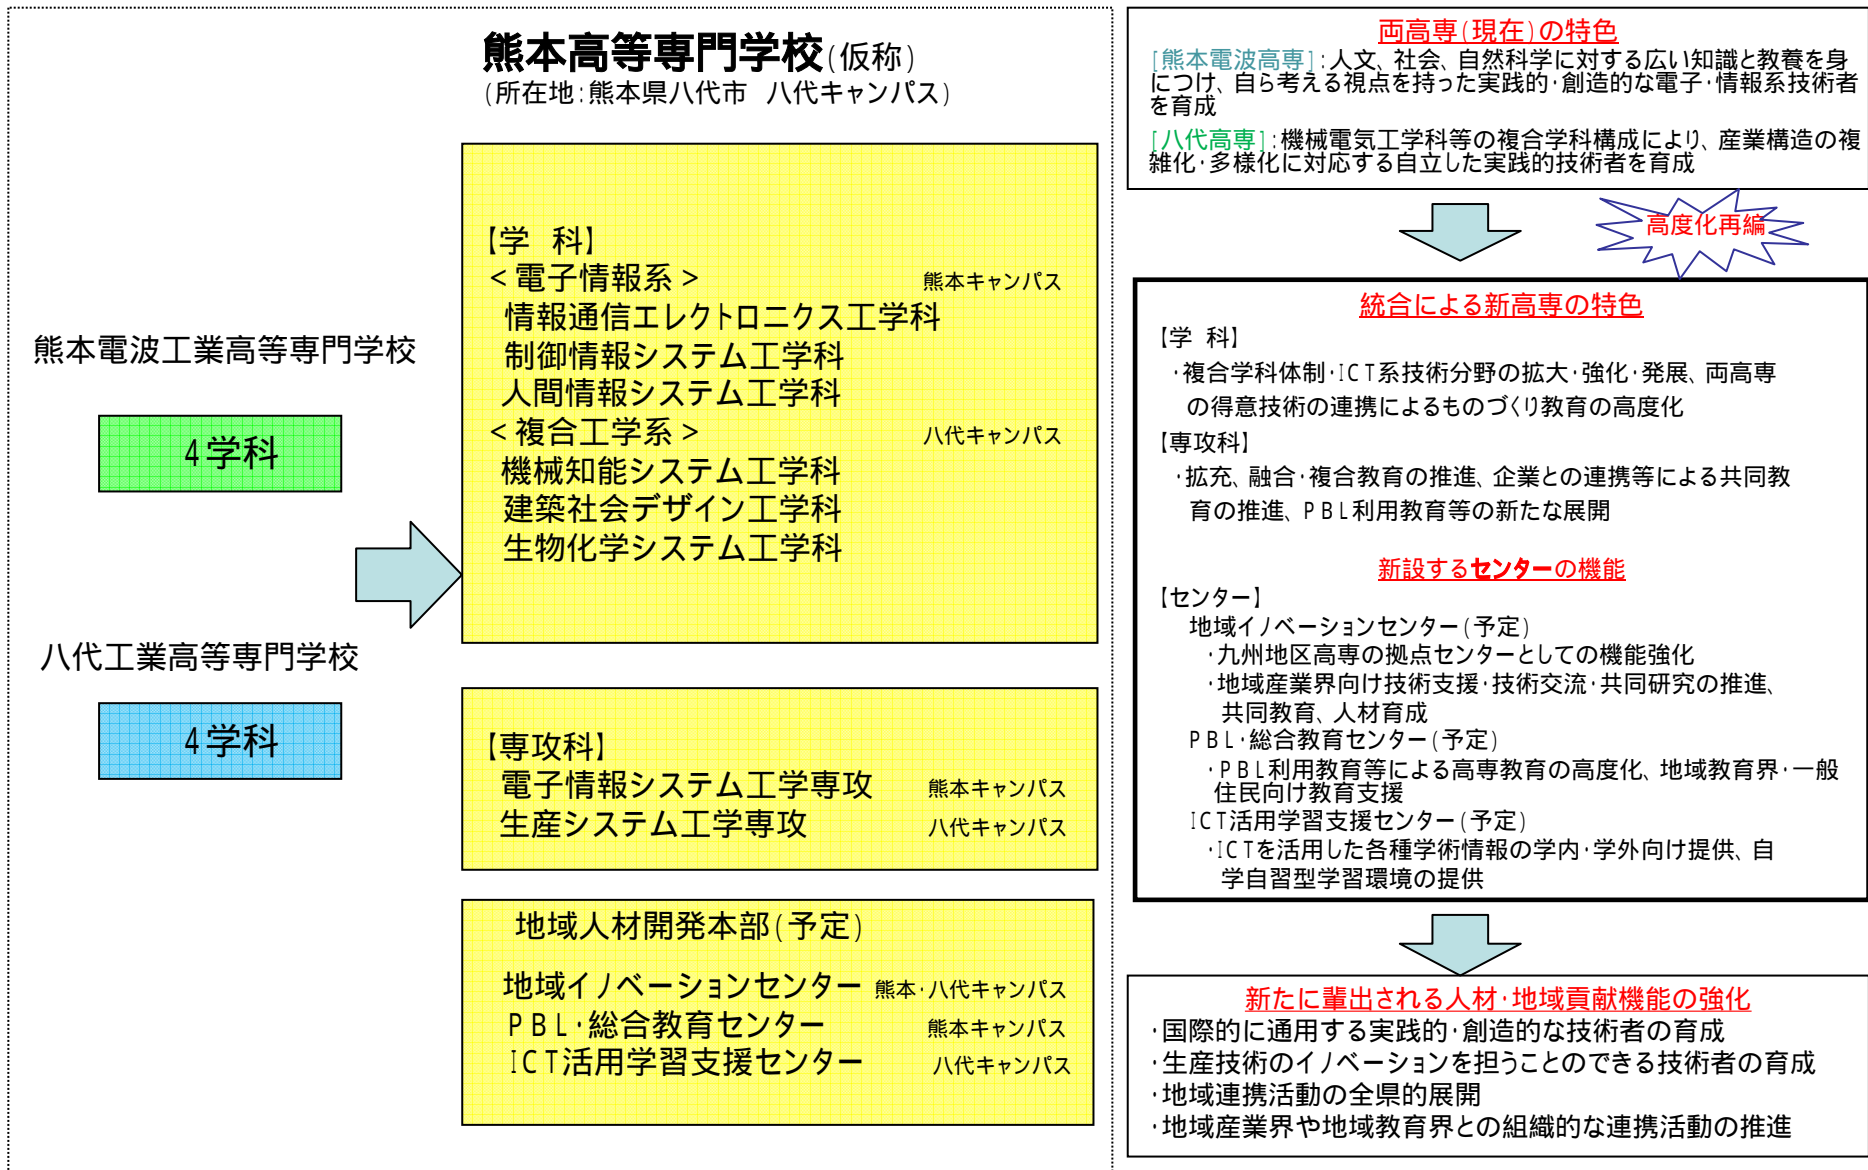 熊本高等専門学校(仮称)
(所在地:熊本県八代市 八代キャンパス)
熊本電波工業高等専門学校
4学科
八代工業高等専門学校
4学科
【学 科】
<電子情報系> 熊本キャンパス
情報通信エレクトロニクス工学科
制御情報システム工学科
人間情報システム工学科
<複合工学系> 八代キャンパス
機械知能システム工学科
建築社会デザイン工学科
生物化学システム工学科
【専攻科】
電子情報システム工学専攻 熊本キャンパス
生産システム工学専攻 八代キャンパス
地域人材開発本部(予定)
地域イノベーションセンター 熊本・八代キャンパス
PBL・総合教育センター 熊本キャンパス
ICT活用学習支援センター 八代キャンパス
両高専(現在)の特色
[熊本電波高専]:人文、社会、自然科学に対する広い知識と教養を身
につけ、自ら考える視点を持った実践的・創造的な電子・情報系技術者
を育成
[八代高専]:機械電気工学科等の複合学科構成により、産業構造の複
雑化・多様化に対応する自立した実践的技術者を育成
高度化再編
統合による新高専の特色
【学 科】
・複合学科体制・ICT系技術分野の拡大・強化・発展、両高専
の得意技術の連携によるものづくり教育の高度化
【専攻科】
・拡充、融合・複合教育の推進、企業との連携等による共同教
育の推進、PBL利用教育等の新たな展開
新設するセンターの機能
【センター】
地域イノベーションセンター(予定)
・九州地区高専の拠点センターとしての機能強化
・地域産業界向け技術支援・技術交流・共同研究の推進、
共同教育、人材育成
PBL・総合教育センター(予定)
・PBL利用教育等による高専教育の高度化、地域教育界・一般
住民向け教育支援
ICT活用学習支援センター(予定)
・ICTを活用した各種学術情報の学内・学外向け提供、自
学自習型学習環境の提供
新たに輩出される人材・地域貢献機能の強化
・国際的に通用する実践的・創造的な技術者の育成
・生産技術のイノベーションを担うことのできる技術者の育成
・地域連携活動の全県的展開
・地域産業界や地域教育界との組織的な連携活動の推進